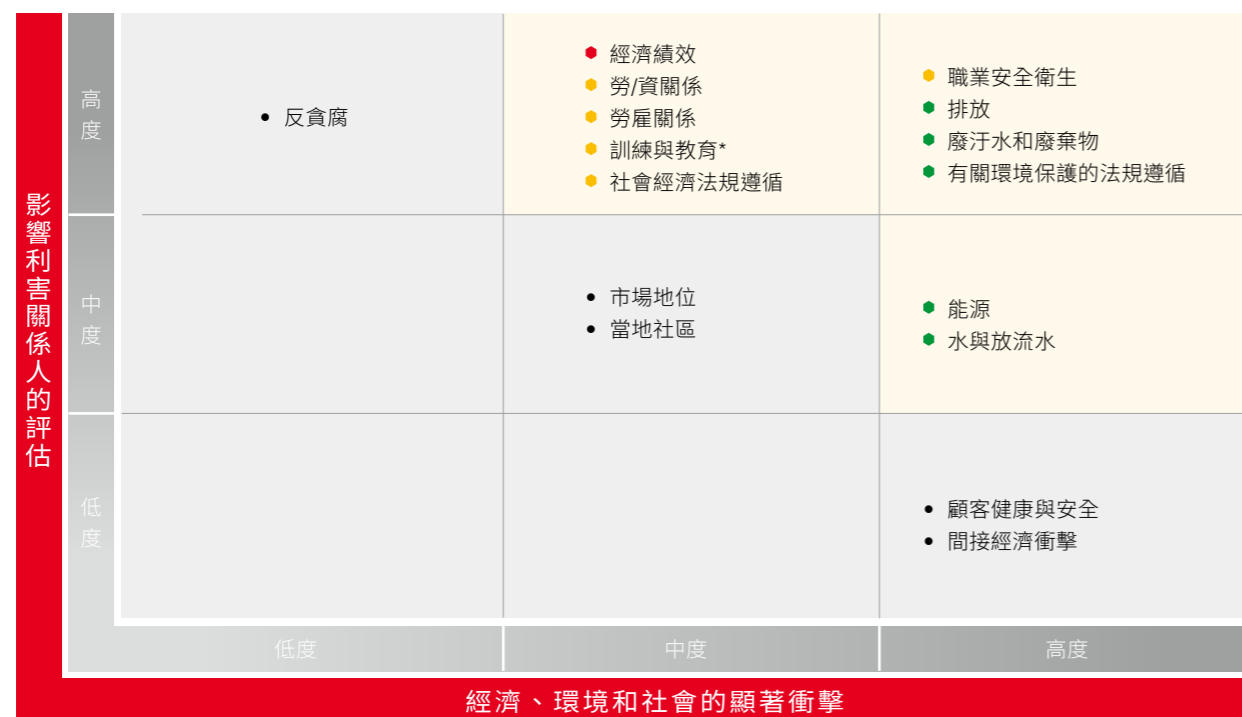 影響利害關係人的評估
高度
反貪腐
經濟績效
勞/資關係
勞雇關係
訓練與教育*
社會經濟法規遵循
職業安全衛生
排放
廢汙水和廢棄物
有關環境保護的法規遵循
中度
市場地位
當地社區
能源
水與放流水
低度
顧客健康與安全
間接經濟衝擊
低度
中度
高度
經濟、環境和社會的顯著衝擊